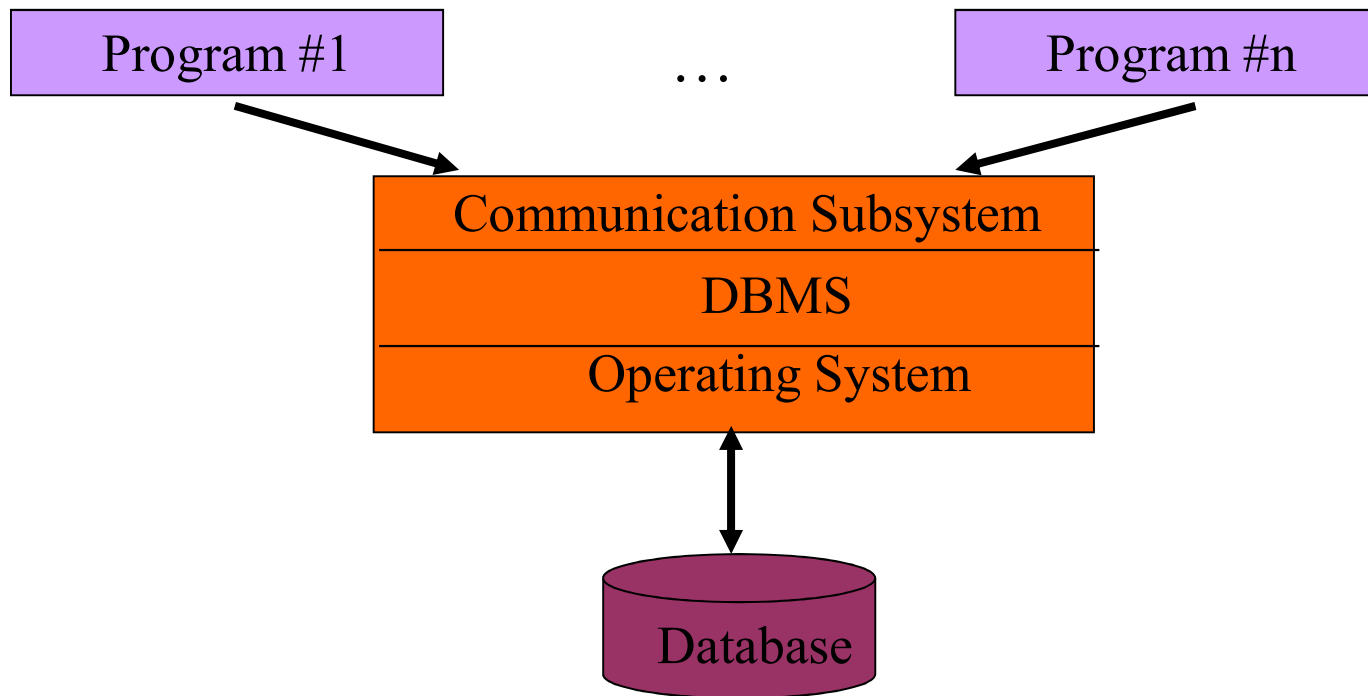 Program #1
…
Program #n
Communication Subsystem
DBMS
Operating System
Database